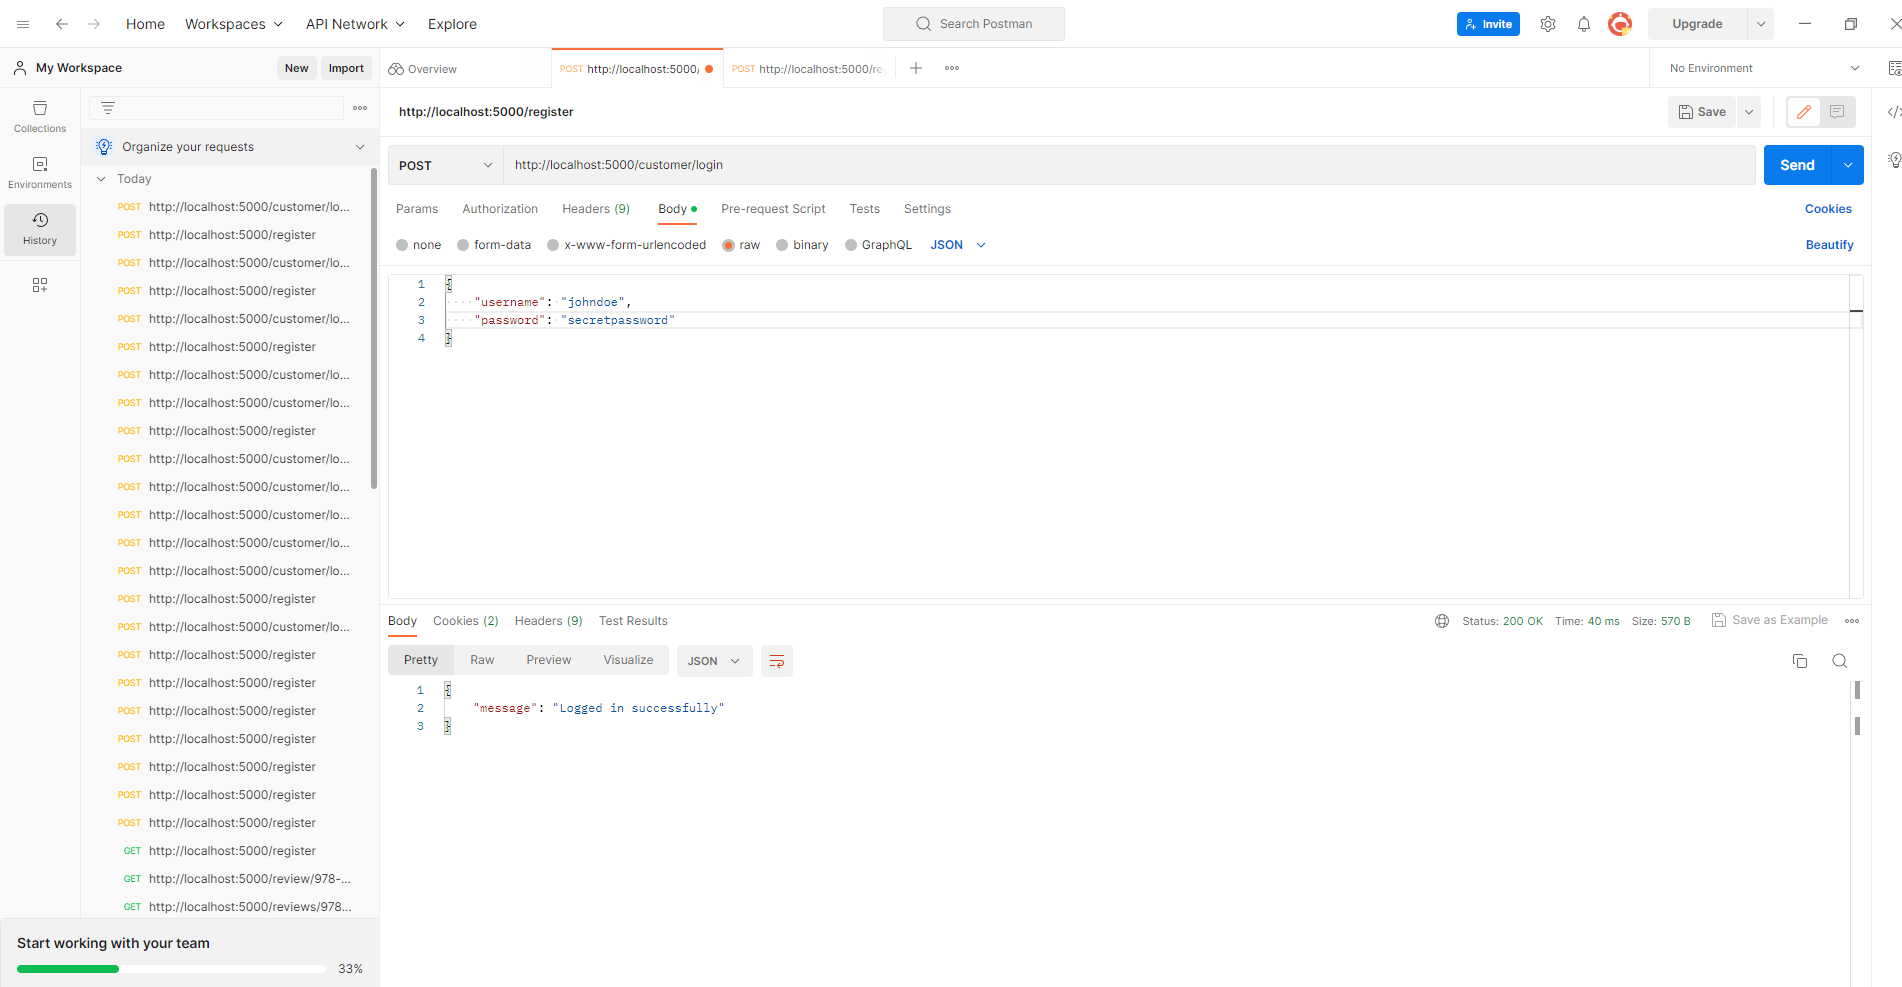 Home Workspaces API Network Explore Search Postman Invite Upgrade
My Workspace New Import Overview POST http://localhost:5000/ POST http://localhost:5000/re No Environment
Collections
Environments
History
Organize your requests
Today
POST http://localhost:5000/customer/lo...
POST http://localhost:5000/register
POST http://localhost:5000/customer/lo...
POST http://localhost:5000/register
POST http://localhost:5000/customer/lo...
POST http://localhost:5000/register
POST http://localhost:5000/customer/lo...
POST http://localhost:5000/customer/lo...
POST http://localhost:5000/register
POST http://localhost:5000/customer/lo...
POST http://localhost:5000/customer/lo...
POST http://localhost:5000/customer/lo...
POST http://localhost:5000/customer/lo...
POST http://localhost:5000/customer/lo...
POST http://localhost:5000/register
POST http://localhost:5000/customer/lo...
POST http://localhost:5000/register
POST http://localhost:5000/register
POST http://localhost:5000/register
POST http://localhost:5000/register
POST http://localhost:5000/register
POST http://localhost:5000/register
POST http://localhost:5000/register
GET http://localhost:5000/register
GET http://localhost:5000/review/978-...
GET http://localhost:5000/reviews/978...
Start working with your team
33%
http://localhost:5000/register Save
POST http://localhost:5000/customer/login Send
Params Authorization Headers (9) Body Pre-request Script Tests Settings Cookies
none form-data x-www-form-urlencoded raw binary GraphQL JSON Beautify
1 {
2 "username": "johndoe",
3 "password": "secretpassword"
4 }
Body Cookies (2) Headers (9) Test Results Status: 200 OK Time: 40 ms Size: 570 B Save as Example
Pretty Raw Preview Visualize JSON
1 {
2 "message": "Logged in successfully"
3 }